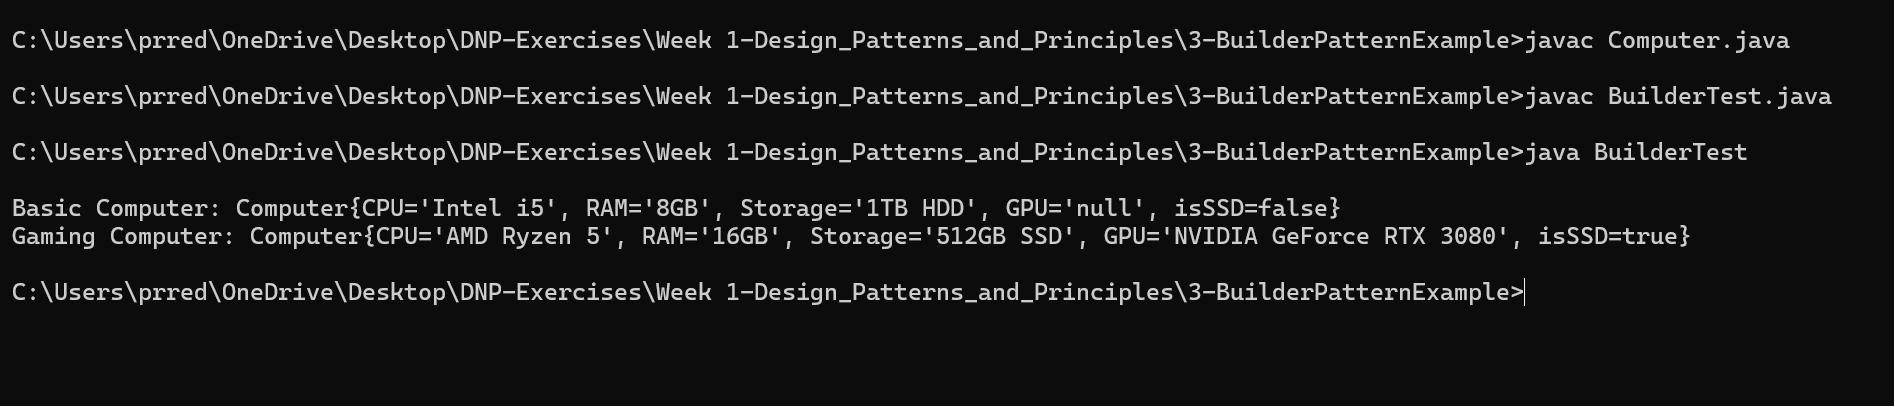 C:\Users\prred\OneDrive\Desktop\DNP-Exercises\Week 1-Design_Patterns_and_Principles\3-BuilderPatternExample>javac Computer.java
C:\Users\prred\OneDrive\Desktop\DNP-Exercises\Week 1-Design_Patterns_and_Principles\3-BuilderPatternExample>javac BuilderTest.java
C:\Users\prred\OneDrive\Desktop\DNP-Exercises\Week 1-Design_Patterns_and_Principles\3-BuilderPatternExample>java BuilderTest
Basic Computer: Computer{CPU='Intel i5', RAM='8GB', Storage='1TB HDD', GPU='null', isSSD=false}
Gaming Computer: Computer{CPU='AMD Ryzen 5', RAM='16GB', Storage='512GB SSD', GPU='NVIDIA GeForce RTX 3080', isSSD=true}
C:\Users\prred\OneDrive\Desktop\DNP-Exercises\Week 1-Design_Patterns_and_Principles\3-BuilderPatternExample>